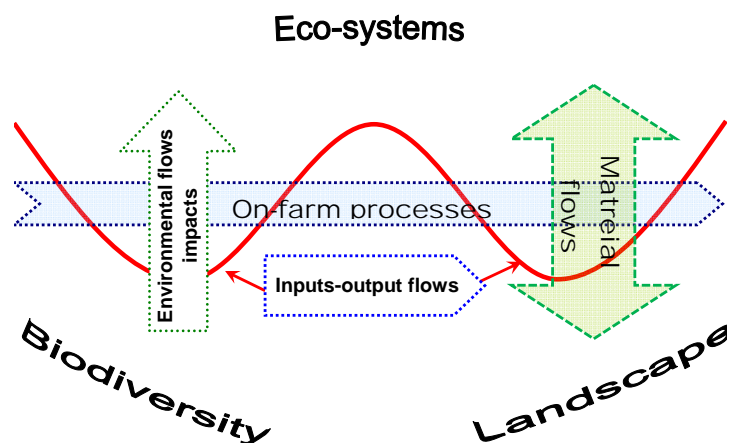 Eco-systems
Environmental flows
impacts
On-farm processes
Matreial
flows
Inputs-output flows
Biodiversity
Landscape